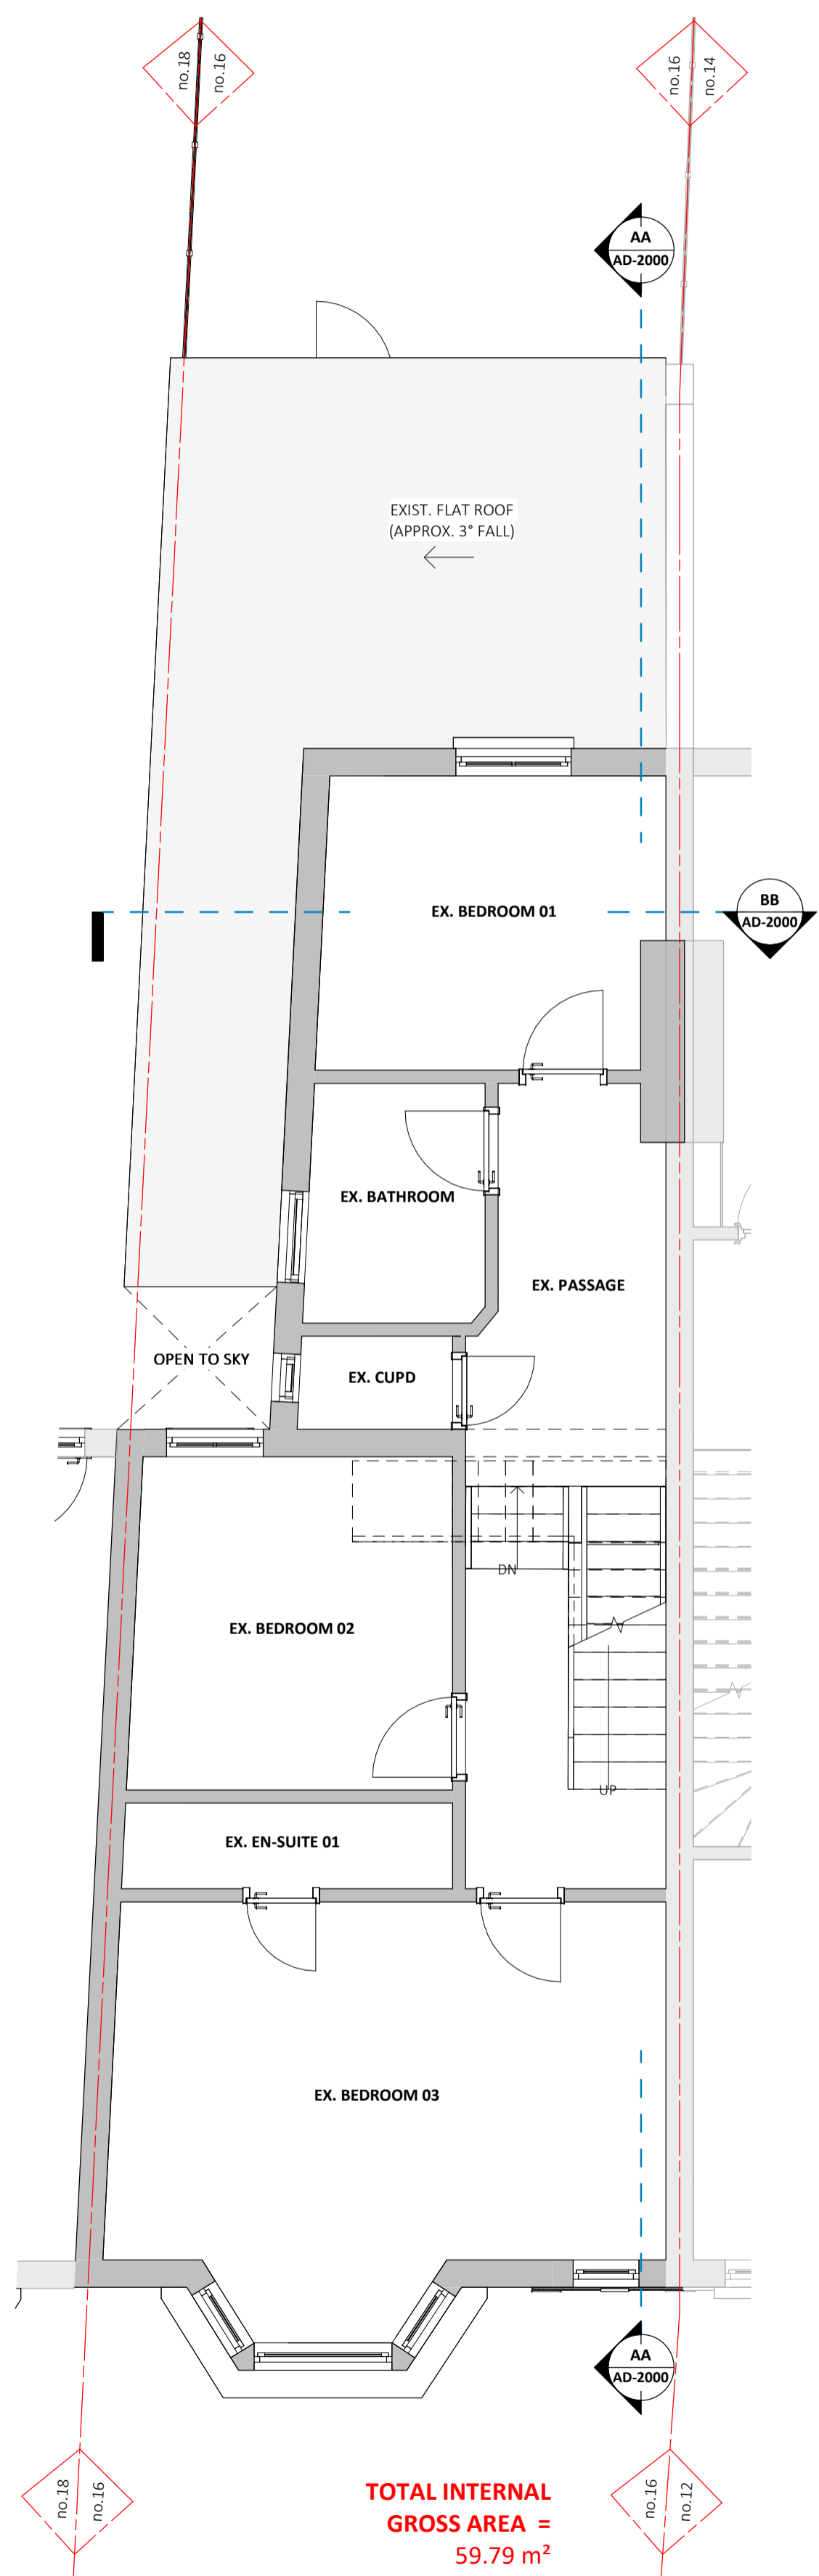 no.18
no.16
no.16
no.14
AA
AD-2000
EXIST. FLAT ROOF
(APPROX. 3° FALL)
EX. BEDROOM 01
BB
AD-2000
EX. BATHROOM
EX. PASSAGE
OPEN TO SKY
EX. CUPD
DN
EX. BEDROOM 02
UP
EX. EN-SUITE 01
EX. BEDROOM 03
AA
AD-2000
no.18
no.16
no.16
no.12
TOTAL INTERNAL
GROSS AREA =
59.79 m²